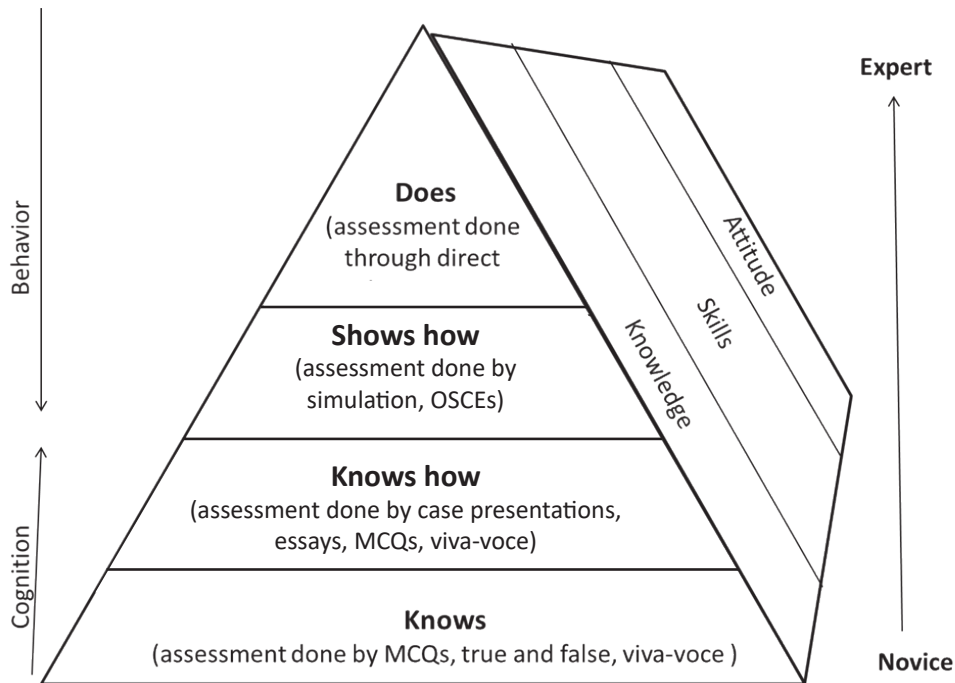 Expert
Does
(assessment done
through direct
Behavior
Attitude
Skills
Knowledge
Shows how
(assessment done by
simulation, OSCEs)
Knows how
(assessment done by case presentations,
essays, MCQs, viva-voce)
Cognition
Knows
(assessment done by MCQs, true and false, viva-voce )
Novice